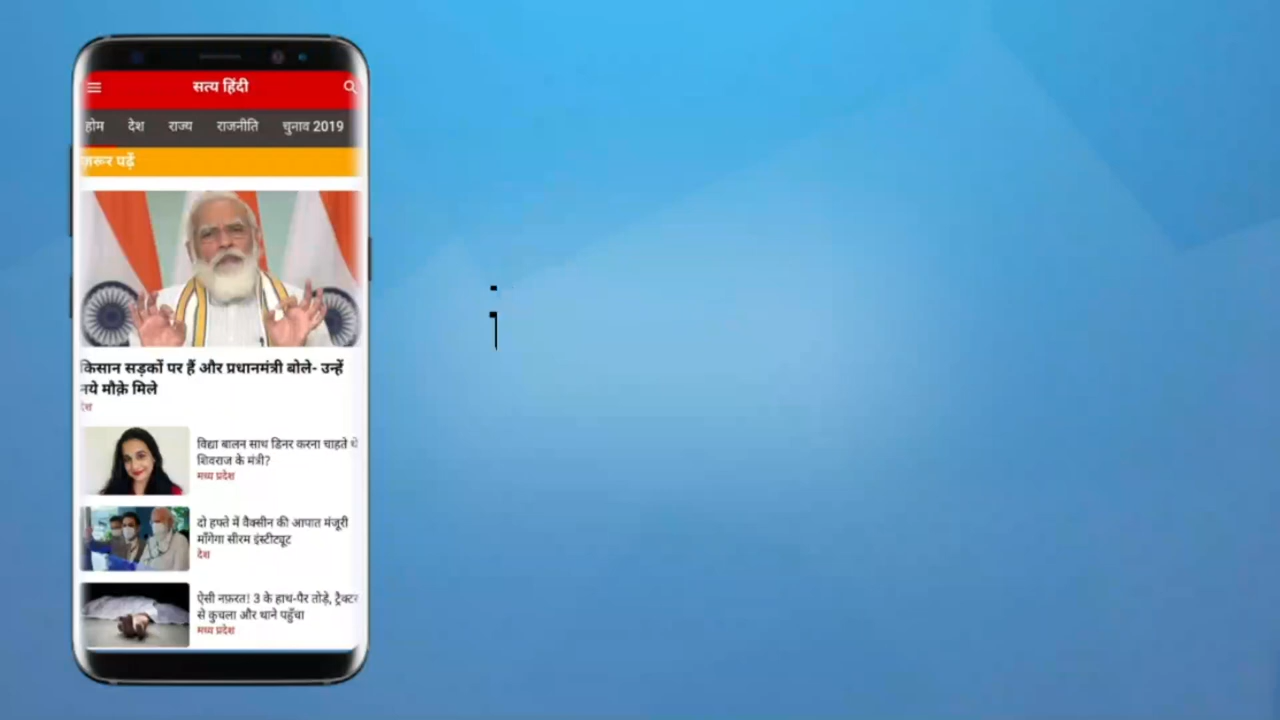 सत्य हिंदी
होम देश राज्य राजनीति चुनाव 2019
ज़रूर पढ़ें
किसान सड़कों पर हैं और प्रधानमंत्री बोले- उन्हें
नये मौक़े मिले
देश
विद्या बालन साथ डिनर करना चाहते थे
शिवराज के मंत्री?
मध्य प्रदेश
दो हफ्ते में वैक्सीन की आपात मंजूरी
माँगेगा सीरम इंस्टीट्यूट
देश
ऐसी नफ़रत! 3 के हाथ-पैर तोड़े, ट्रैक्टर
से कुचला और थाने पहुँचा
मध्य प्रदेश